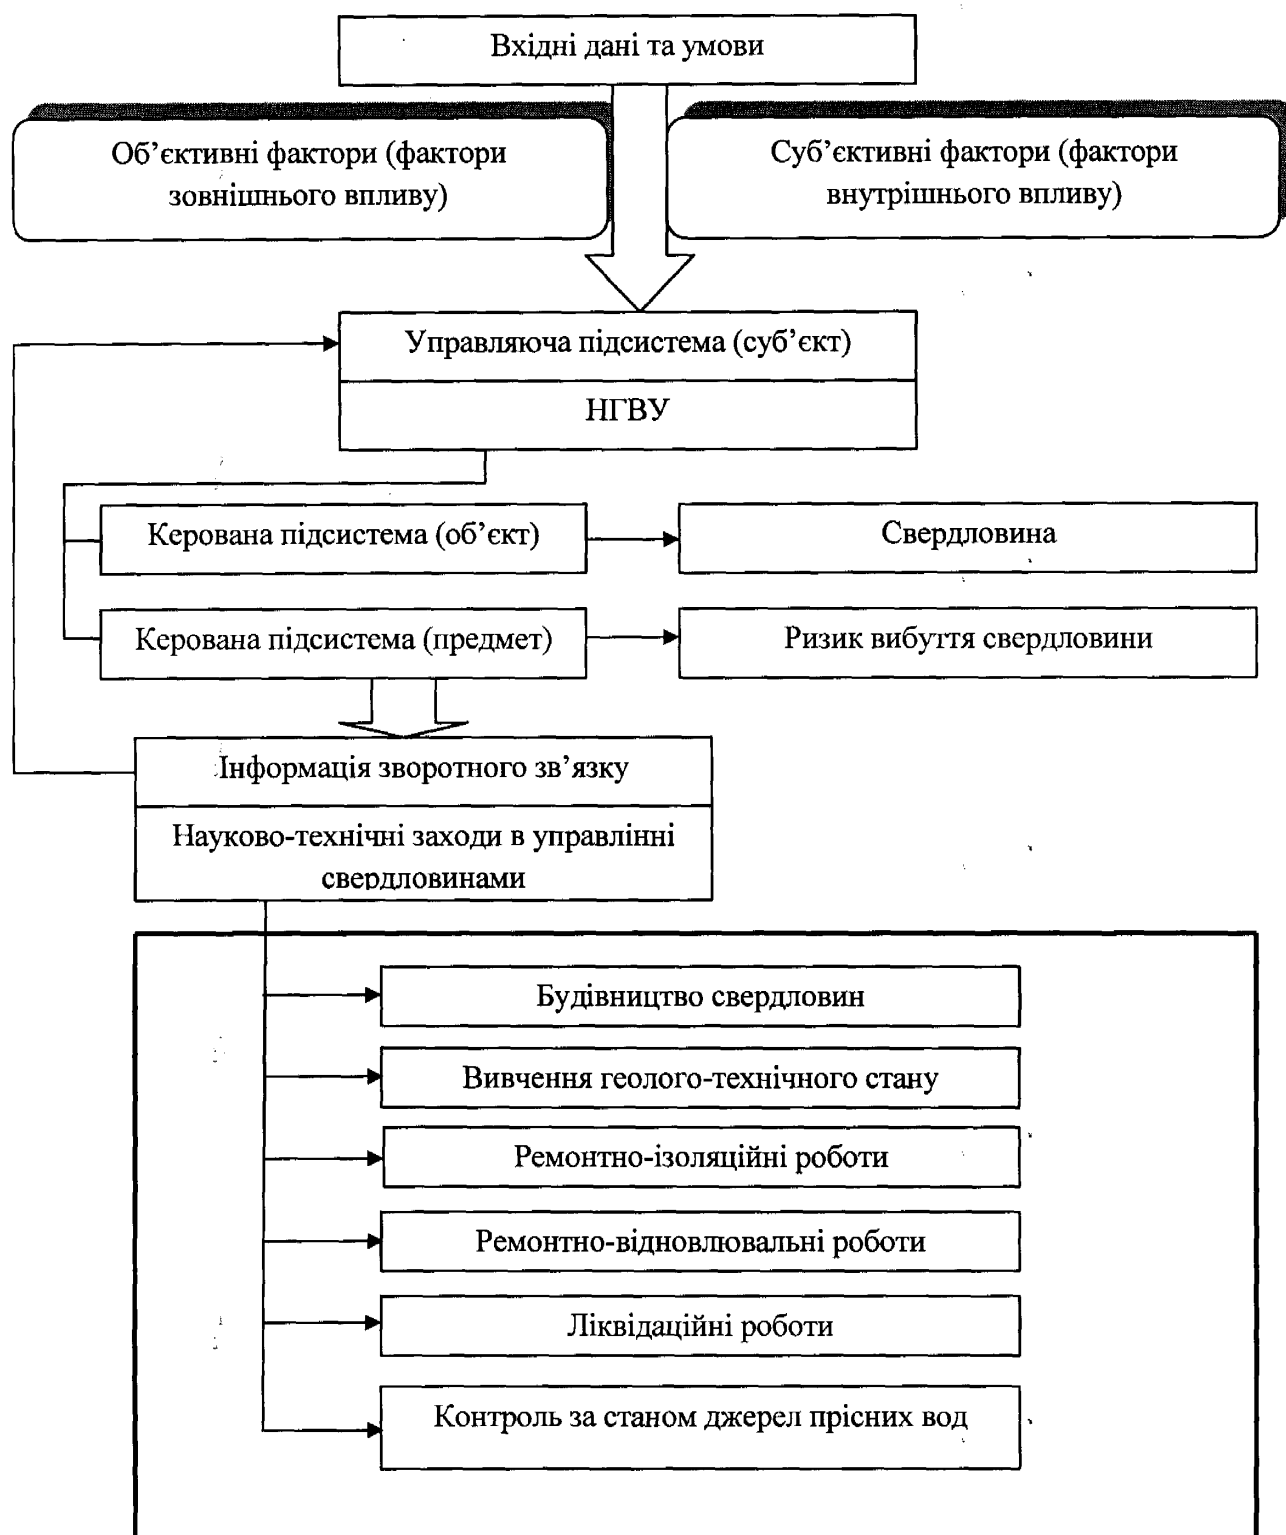 Вхідні дані та умови
Об’єктивні фактори (фактори
зовнішнього впливу)
Суб’єктивні фактори (фактори
внутрішнього впливу)
Управляюча підсистема (суб’єкт)
НГВУ
Керована підсистема (об’єкт)
Свердловина
Керована підсистема (предмет)
Ризик вибуття свердловини
Інформація зворотного зв’язку
Науково-технічні заходи в управлінні
свердловинами
Будівництво свердловин
Вивчення геолого-технічного стану
Ремонтно-ізоляційні роботи
Ремонтно-відновлювальні роботи
Ліквідаційні роботи
Контроль за станом джерел прісних вод